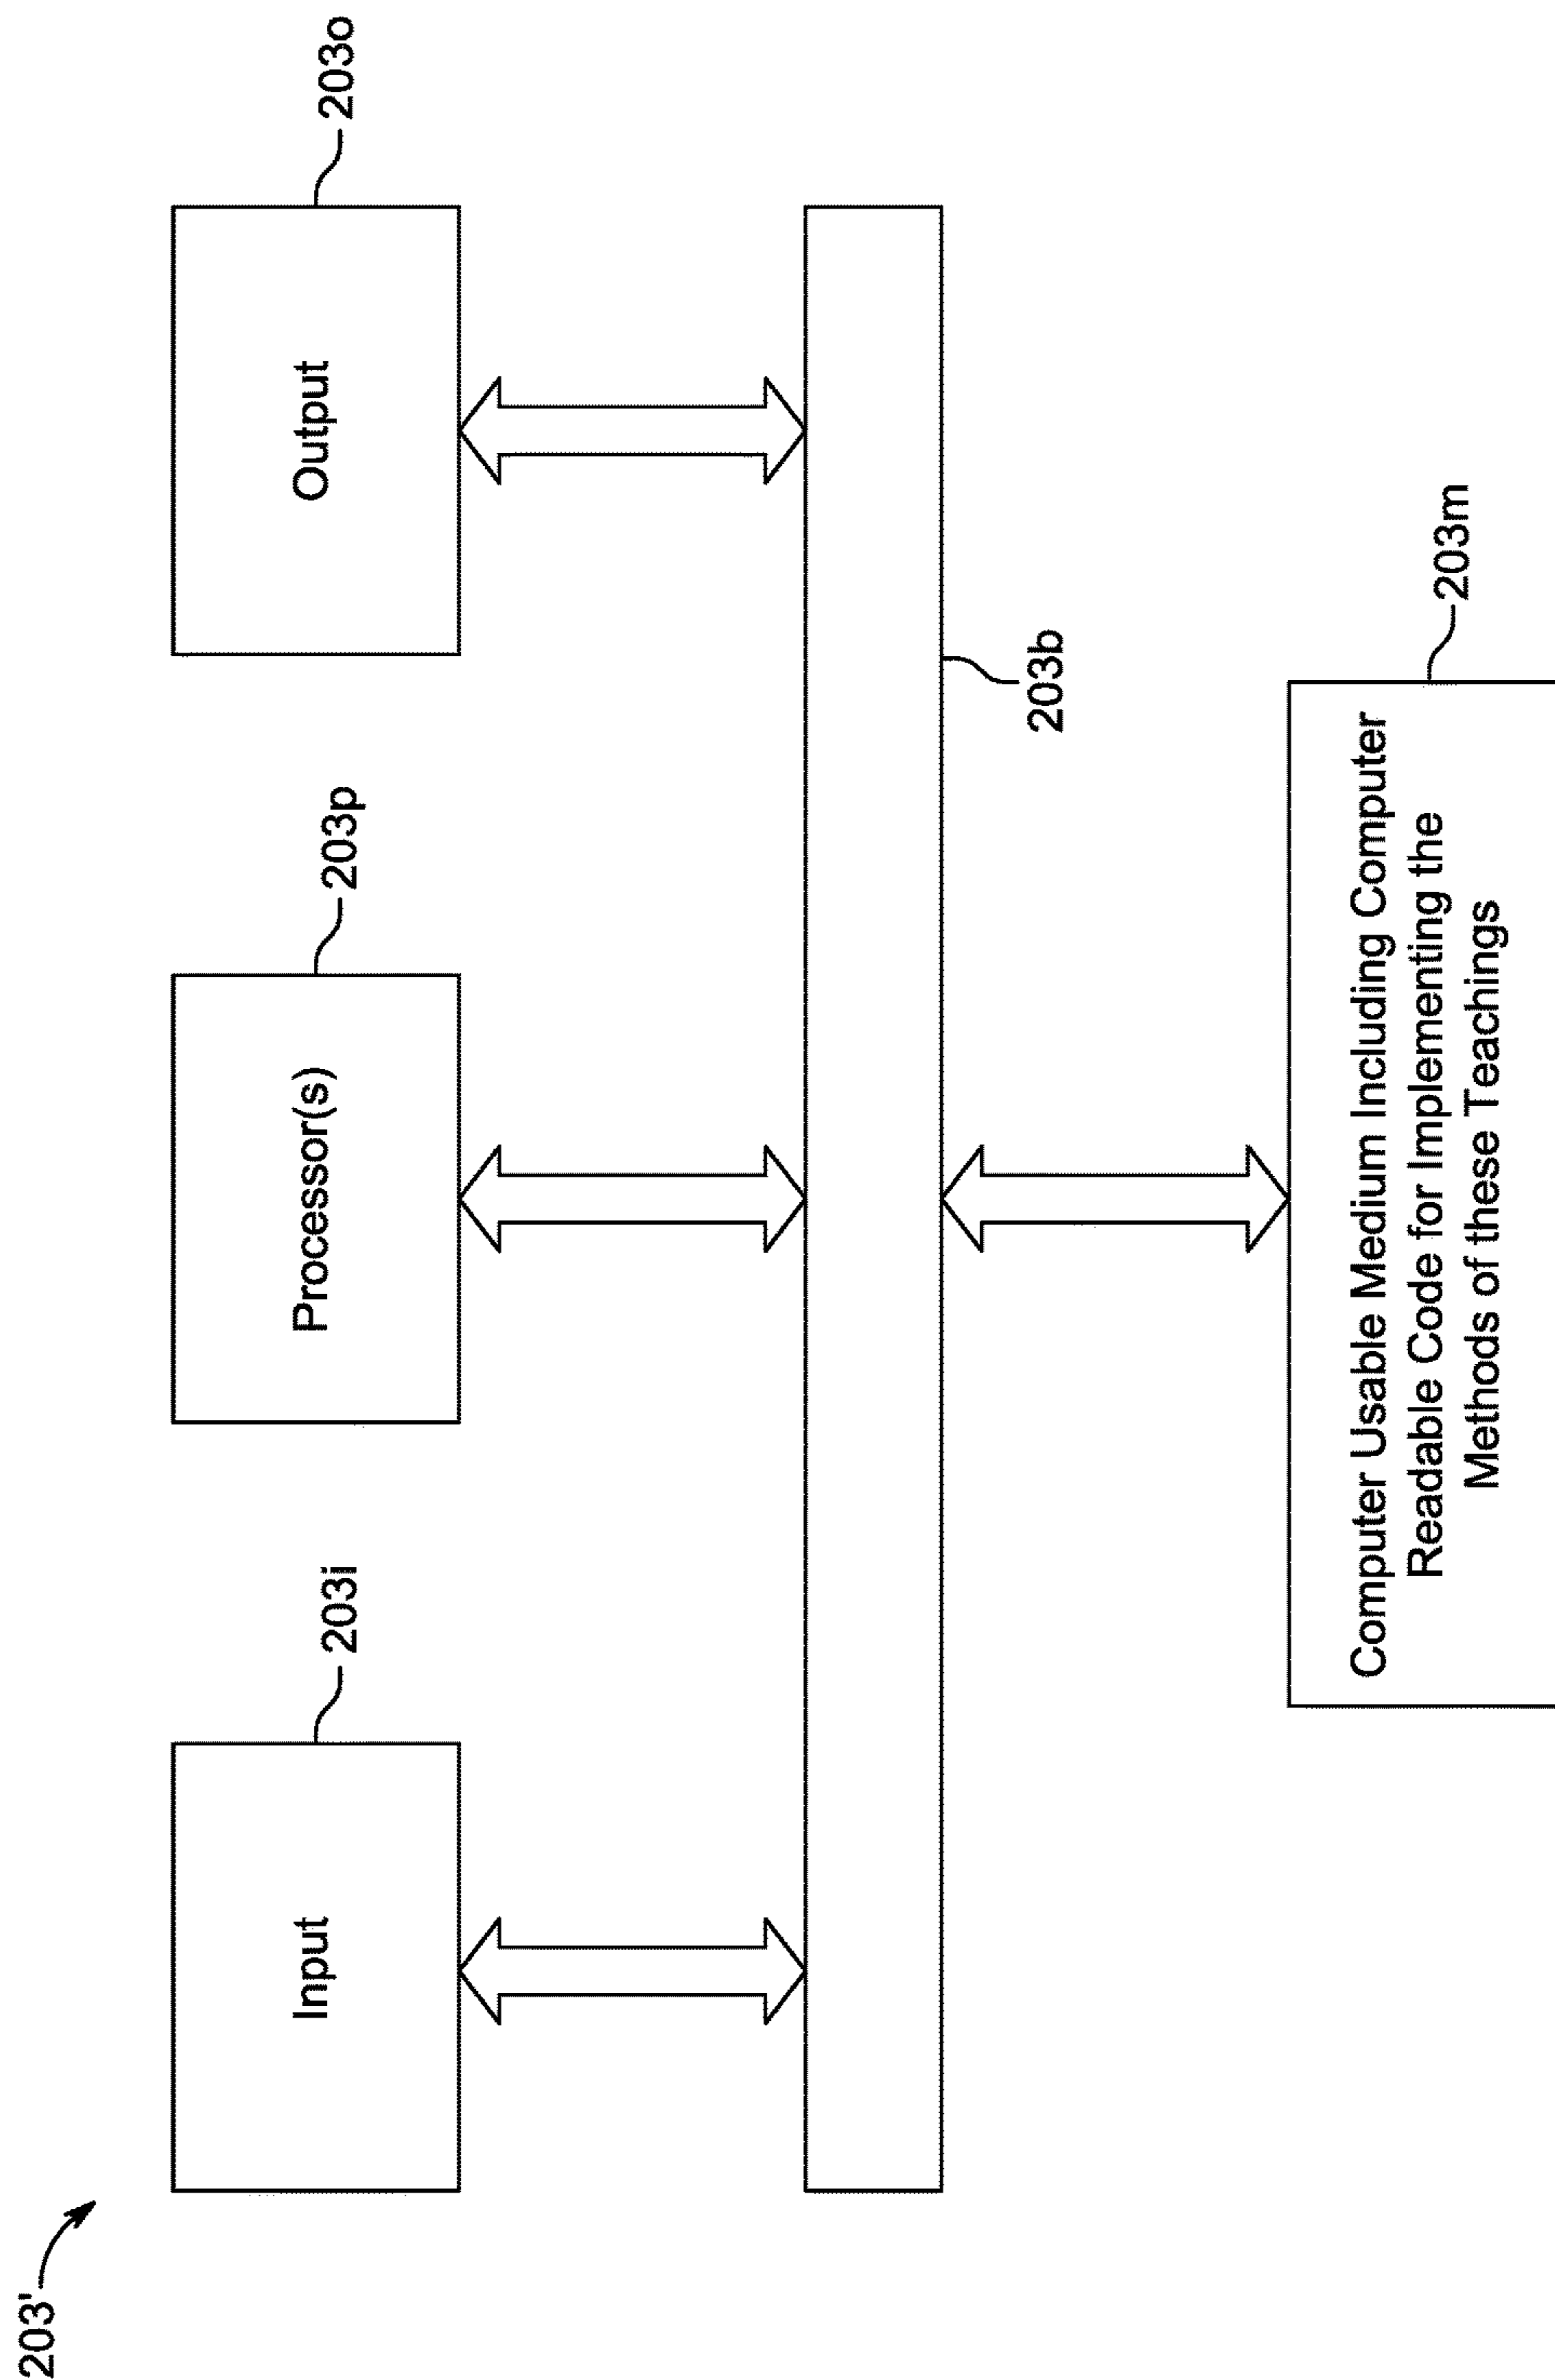 203'
Input
203i
Processor(s)
203p
Output
203o
203b
Computer Usable Medium Including Computer
Readable Code for Implementing the
Methods of these Teachings
203m